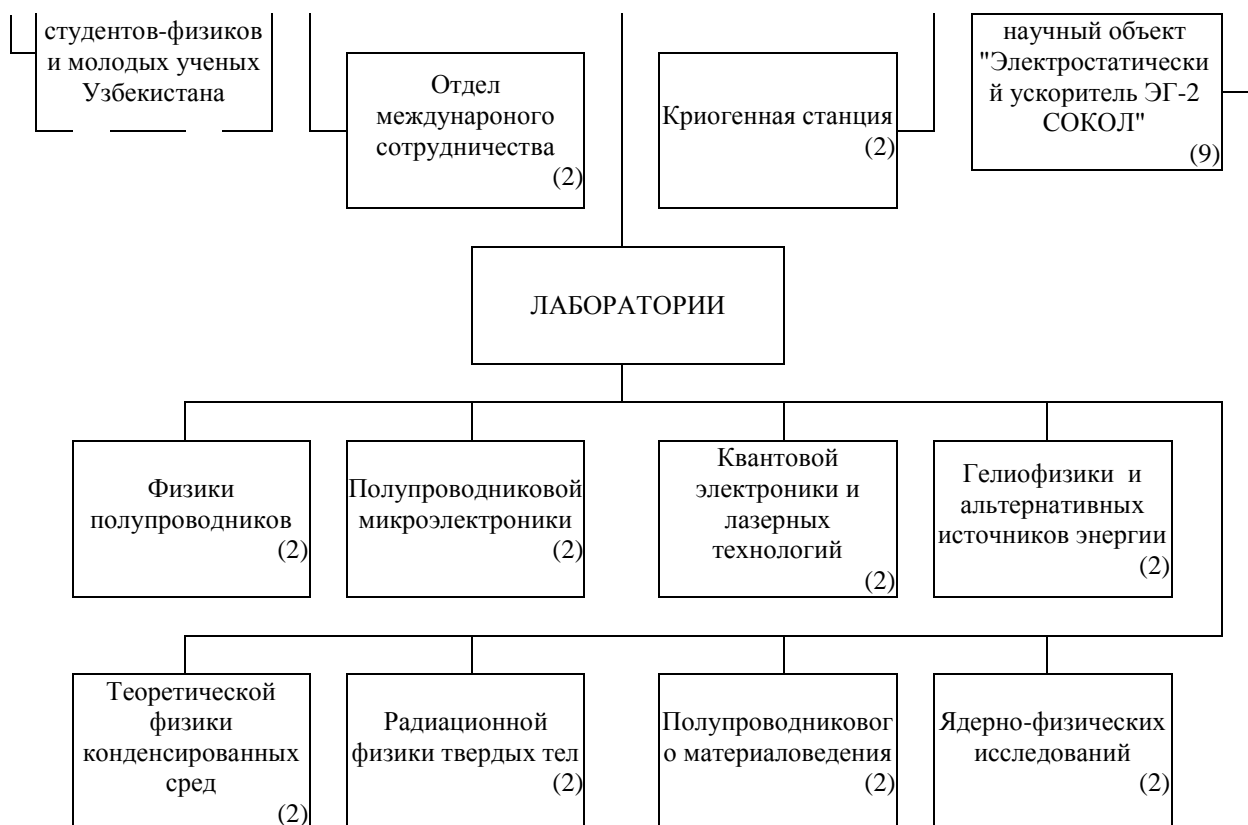 студентов-физиков
и молодых ученых
Узбекистана
Отдел
междунароного
сотрудничества
(2)
Криогенная станция
(2)
научный объект
"Электростатически
й ускоритель ЭГ-2
СОКОЛ"
(9)
ЛАБОРАТОРИИ
Физики
полупроводников
(2)
Полупроводниковой
микроэлектроники
(2)
Квантовой
электроники и
лазерных
технологий
(2)
Гелиофизики и
альтернативных
источников энергии
(2)
Теоретической
физики
конденсированных
сред
(2)
Радиационной
физики твердых тел
(2)
Полупроводниковог
о материаловедения
(2)
Ядерно-физических
исследований
(2)